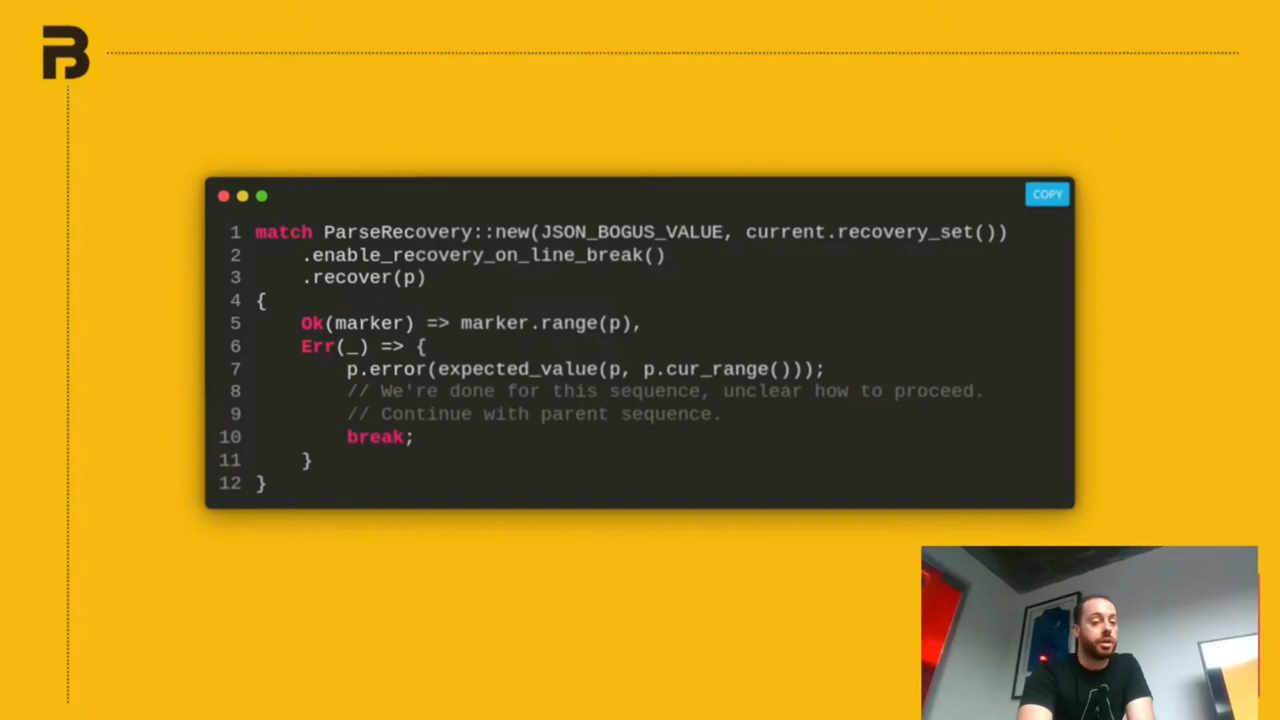 B
COPY
1 match ParseRecovery::new(JSON_BOGUS_VALUE, current.recovery_set())
2     .enable_recovery_on_line_break()
3     .recover(p)
4 {
5     Ok(marker) => marker.range(p),
6     Err(_) => {
7         p.error(expected_value(p, p.cur_range()));
8         // We're done for this sequence, unclear how to proceed.
9         // Continue with parent sequence.
10         break;
11     }
12 }